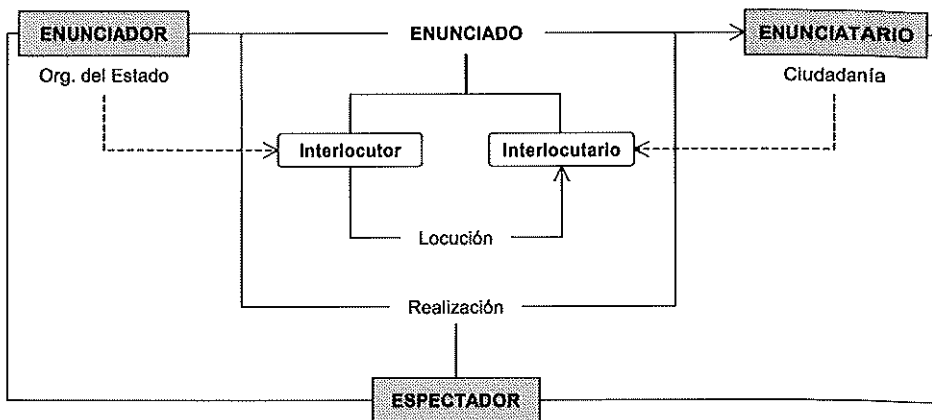 ENUNCIADOR
ENUNCIADO
ENUNCIATARIO
Org. del Estado
Ciudadanía
Interlocutor
Interlocutario
Locución
Realización
ESPECTADOR